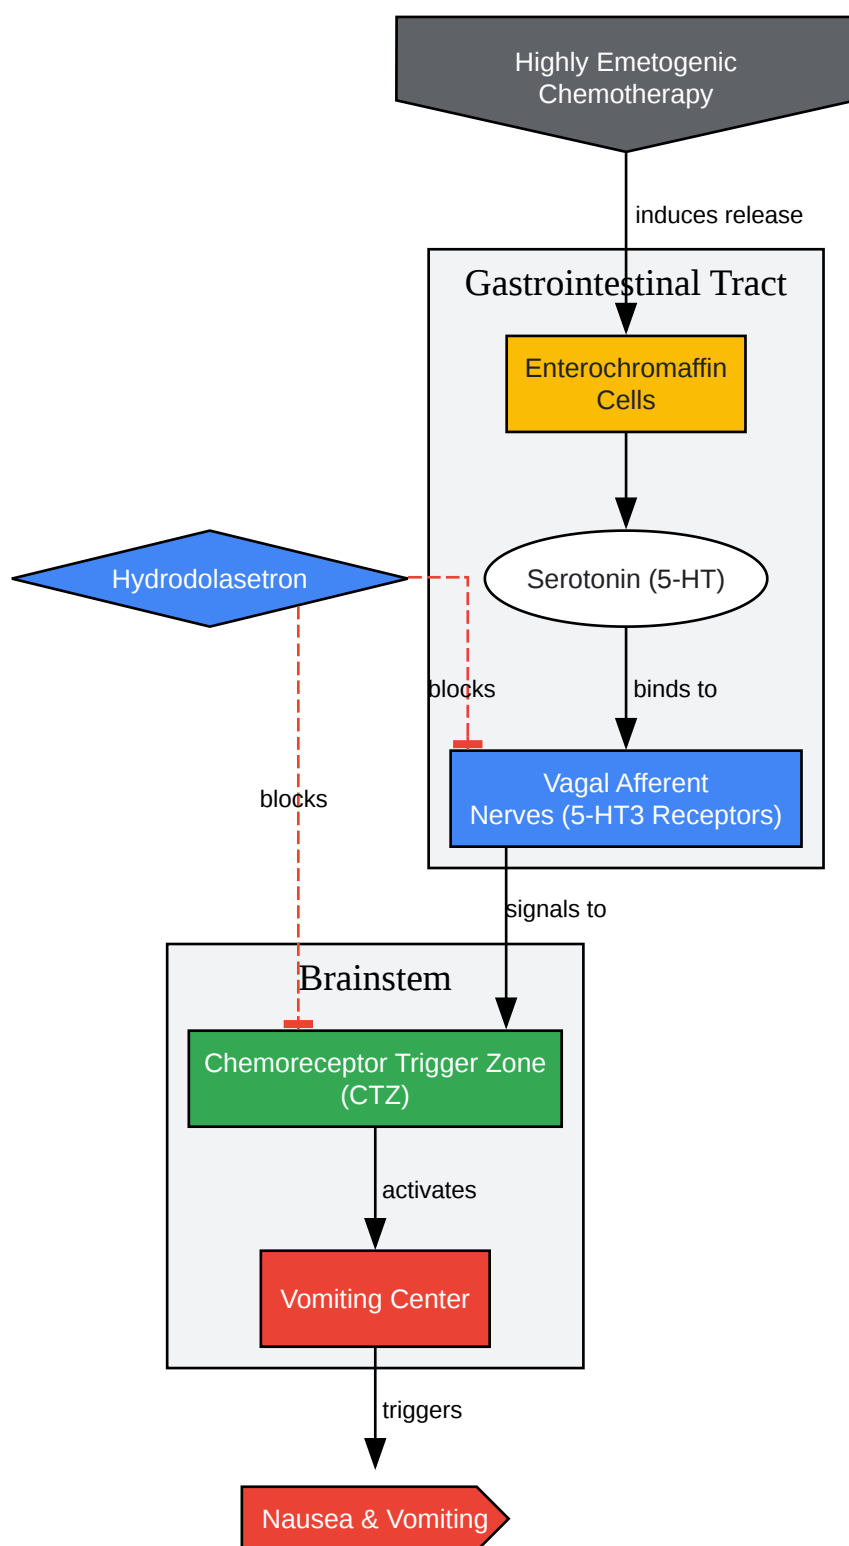 Highly Emetogenic
Chemotherapy
induces release
Gastrointestinal Tract
Enterochromaffin
Cells
Hydrodolasetron
Serotonin (5-HT)
blocks
binds to
Vagal Afferent
Nerves (5-HT3 Receptors)
blocks
signals to
Brainstem
Chemoreceptor Trigger Zone
(CTZ)
activates
Vomiting Center
triggers
Nausea & Vomiting